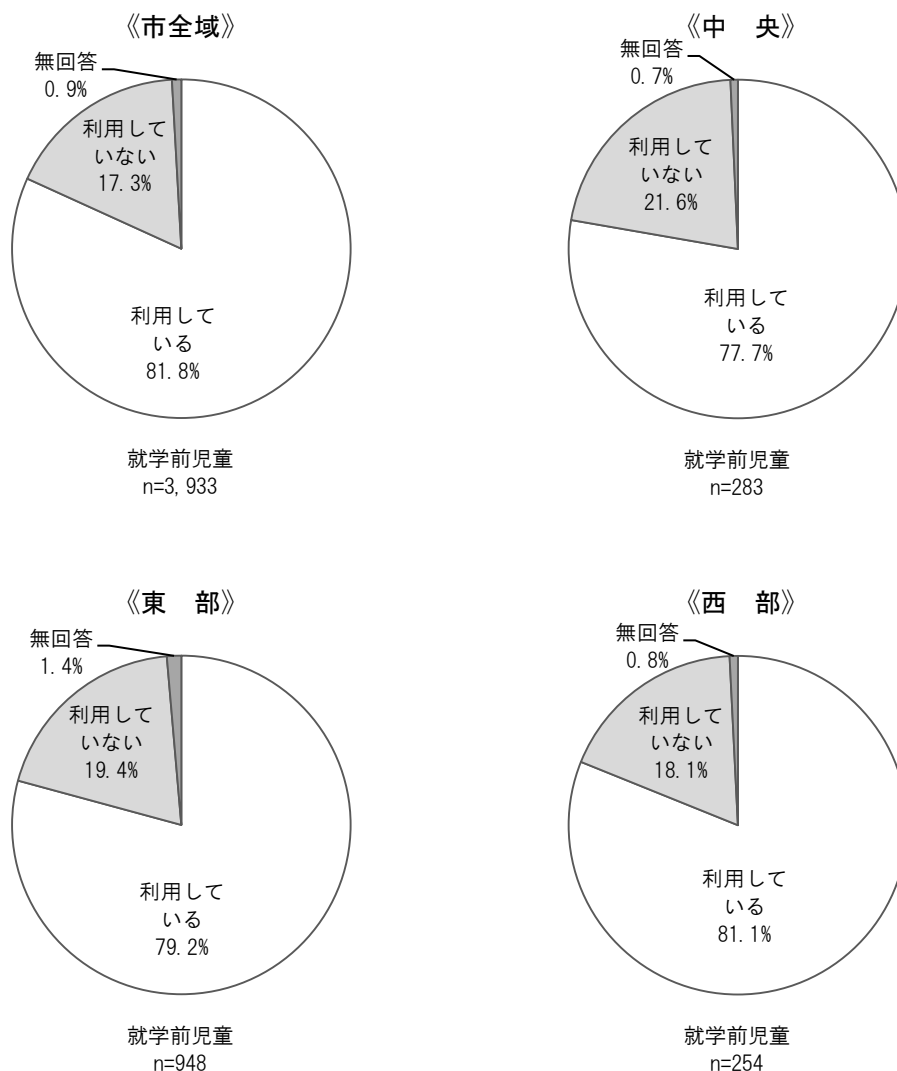 《市全域》
無回答
0.9%
利用して
いない
17.3%
利用して
いる
81.8%
就学前児童
n=3,933
《中　央》
無回答
0.7%
利用して
いない
21.6%
利用して
いる
77.7%
就学前児童
n=283
《東　部》
無回答
1.4%
利用して
いない
19.4%
利用して
いる
79.2%
就学前児童
n=948
《西　部》
無回答
0.8%
利用して
いない
18.1%
利用して
いる
81.1%
就学前児童
n=254